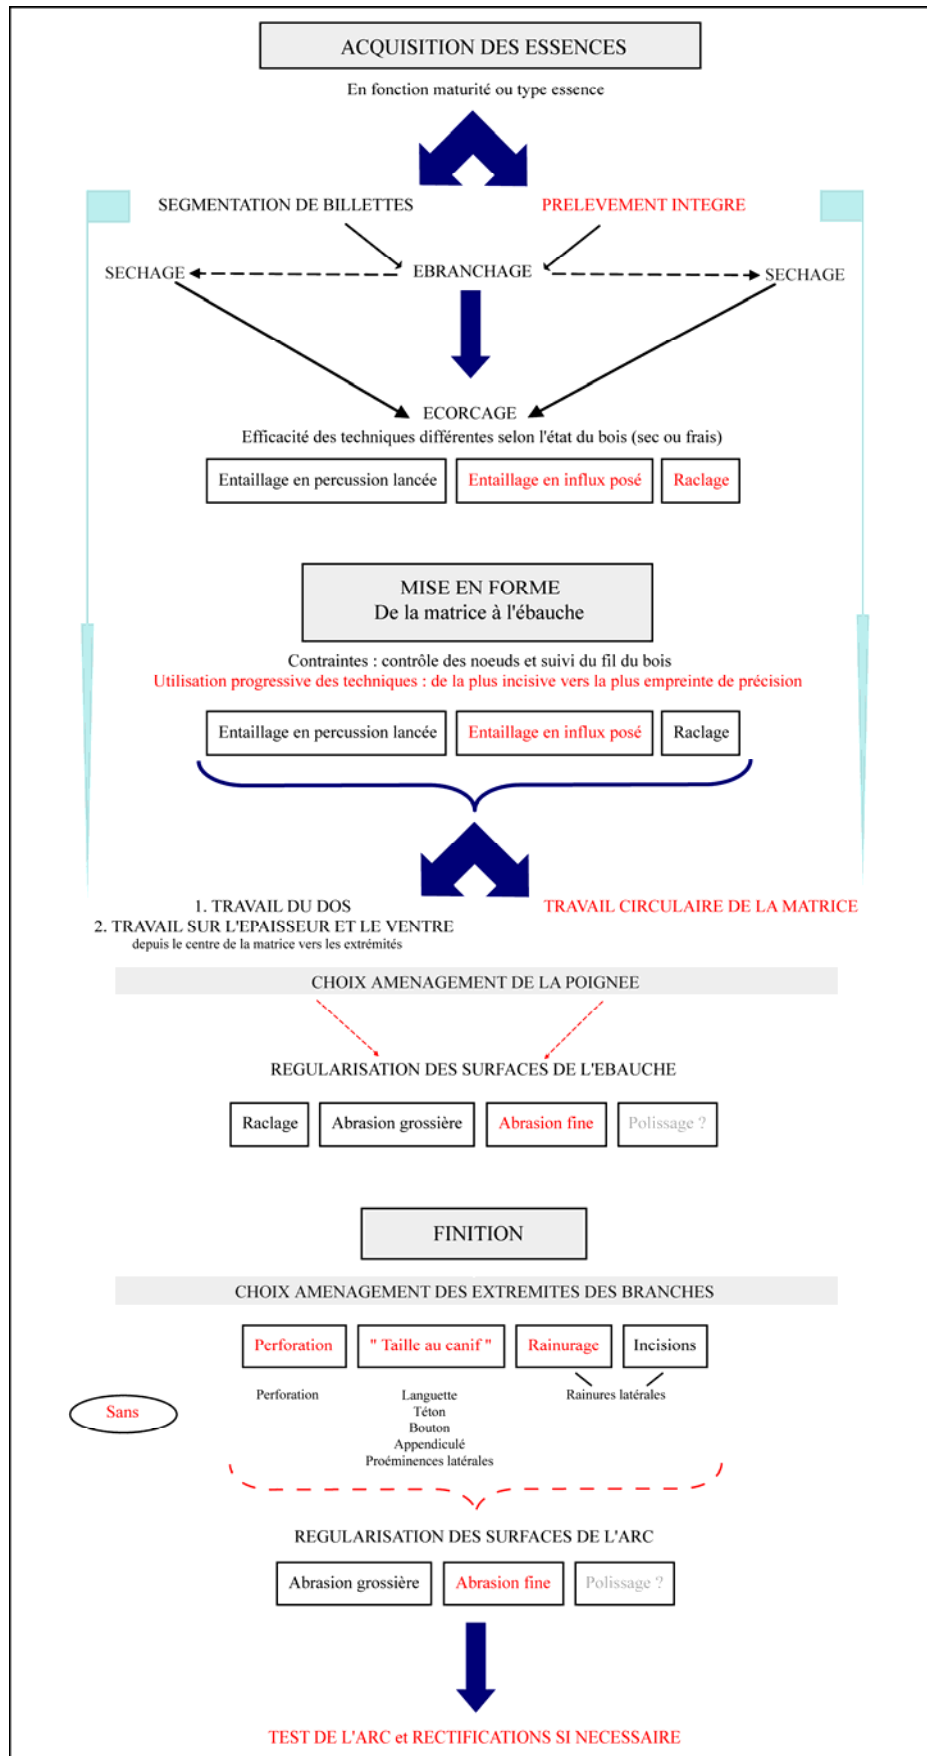 ACQUISITION DES ESSENCES
En fonction maturité ou type essence
SEGMENTATION DE BILLETTES
PRELEVEMENT INTEGRE
SECHAGE
EBRANCHAGE
SECHAGE
ECORCAGE
Efficacité des techniques différentes selon l'état du bois (sec ou frais)
Entaillage en percussion lancée
Entaillage en influx posé
Raclage
MISE EN FORME
De la matrice à l'ébauche
Contraintes : contrôle des noeuds et suivi du fil du bois
Utilisation progressive des techniques : de la plus incisive vers la plus empreinte de précision
Entaillage en percussion lancée
Entaillage en influx posé
Raclage
1. TRAVAIL DU DOS
2. TRAVAIL SUR L'EPAISSEUR ET LE VENTRE
depuis le centre de la matrice vers les extrémités
TRAVAIL CIRCULAIRE DE LA MATRICE
CHOIX AMENAGEMENT DE LA POIGNEE
REGULARISATION DES SURFACES DE L'EBAUCHE
Raclage
Abrasion grossière
Abrasion fine
Polissage ?
FINITION
CHOIX AMENAGEMENT DES EXTREMITES DES BRANCHES
Perforation
" Taille au canif "
Rainurage
Incisions
Perforation
Languette
Téton
Bouton
Appendiculé
Proéminences latérales
Rainures latérales
Sans
REGULARISATION DES SURFACES DE L'ARC
Abrasion grossière
Abrasion fine
Polissage ?
TEST DE L'ARC et RECTIFICATIONS SI NECESSAIRE